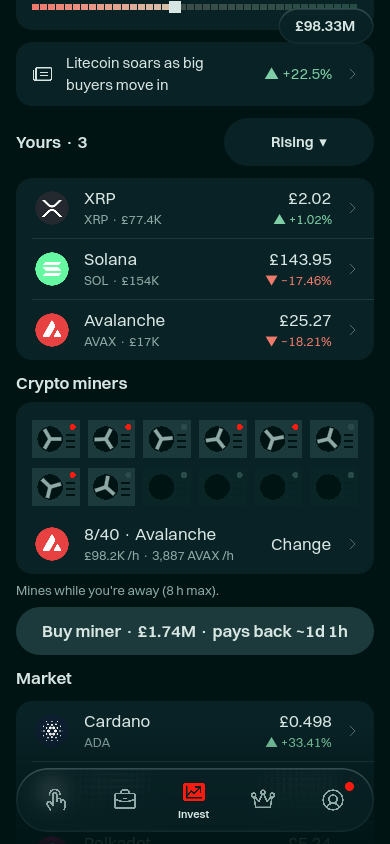 £98.33M
Litecoin soars as big
buyers move in
▲ +22.5%
Yours · 3
Rising ▼
XRP
£2.02
XRP · £77.4K
▲ +1.02%
Solana
£143.95
SOL · £154K
▼ −17.46%
Avalanche
£25.27
AVAX · £17K
▼ −18.21%
Crypto miners
8/40 · Avalanche
£98.2K/h · 3,887 AVAX/h
Change
Mines while you're away (8 h max).
Buy miner · £1.74M · pays back ~1d 1h
Market
Cardano
£0.498
ADA
▲ +33.41%
Invest
Polkadot
£5.34